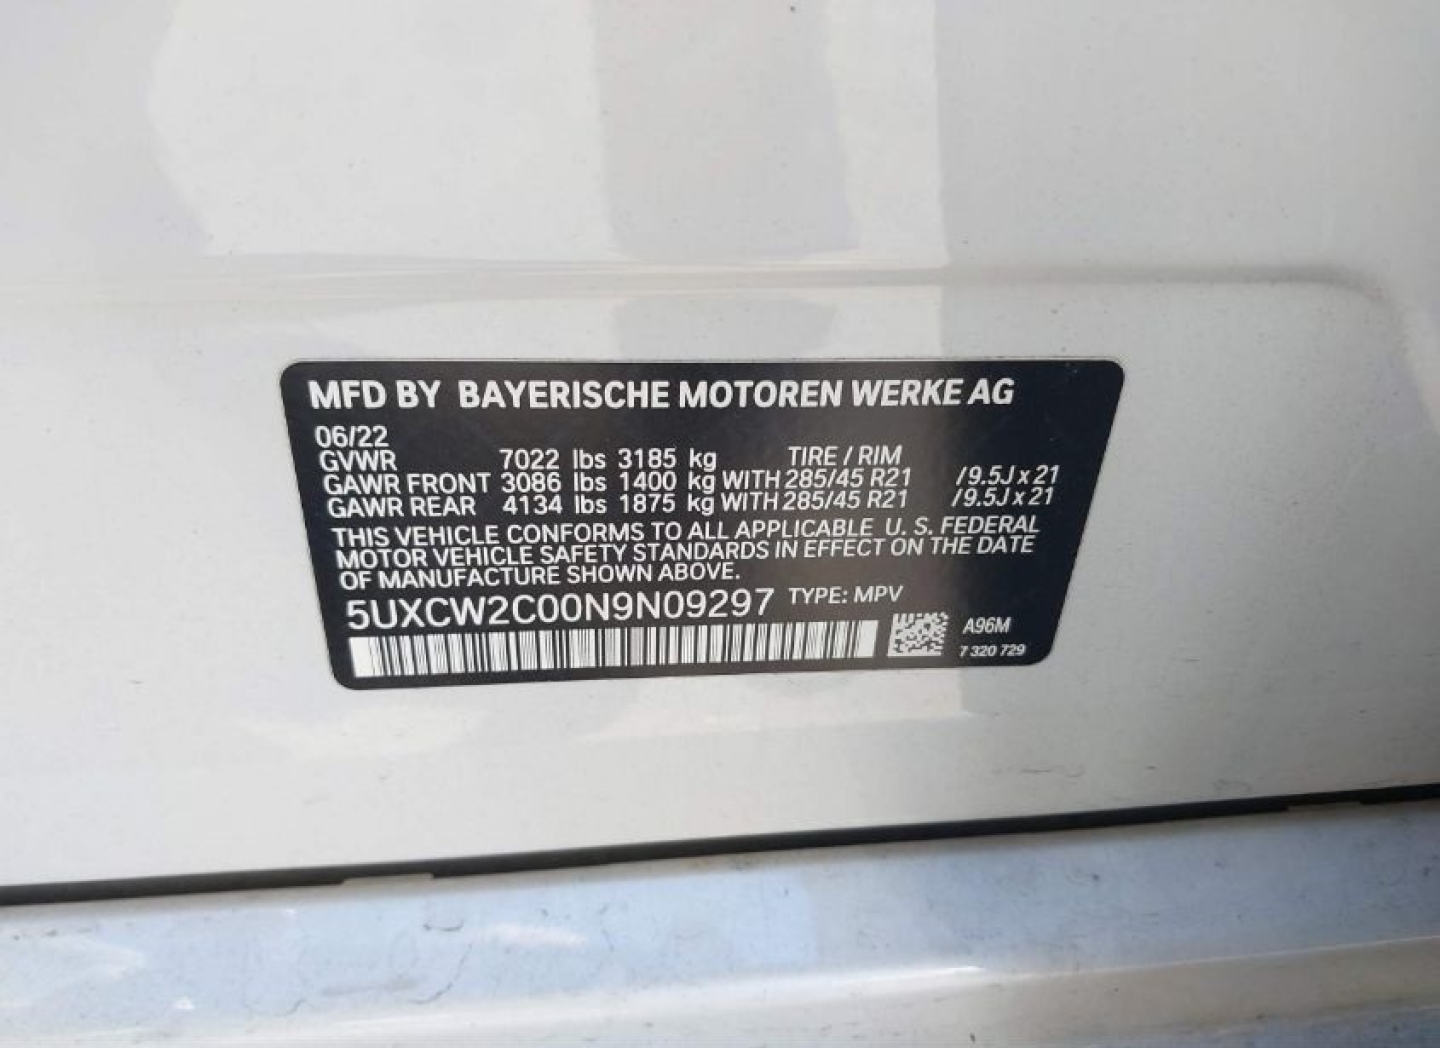 MFD BY BAYERISCHE MOTOREN WERKE AG
06/22
GVWR 7022 lbs 3185 kg TIRE / RIM
GAWR FRONT 3086 lbs 1400 kg WITH 285/45 R21 / 9.5J x 21
GAWR REAR 4134 lbs 1875 kg WITH 285/45 R21 / 9.5J x 21
THIS VEHICLE CONFORMS TO ALL APPLICABLE U. S. FEDERAL
MOTOR VEHICLE SAFETY STANDARDS IN EFFECT ON THE DATE
OF MANUFACTURE SHOWN ABOVE.
5UXCW2C00N9N09297 TYPE: MPV
A96M
7 320 729